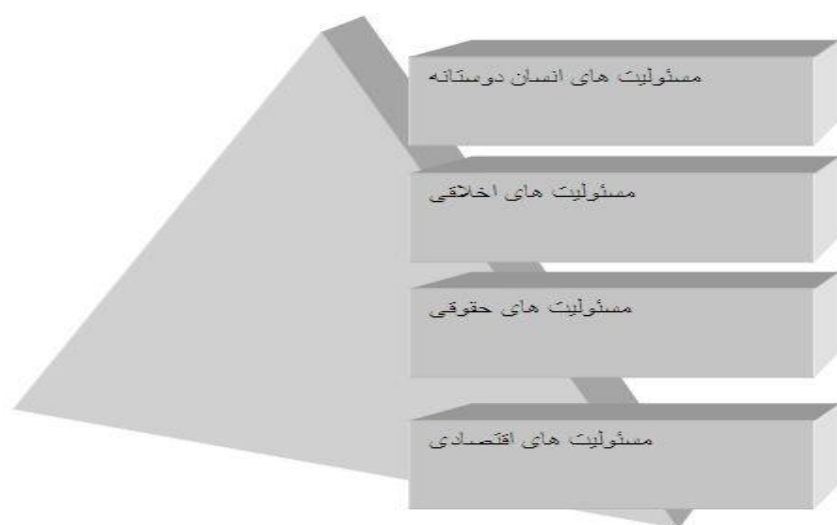 مسئولیت های انسان دوستانه
مسئولیت های اخلاقی
مسئولیت های حقوقی
مسئولیت های اقتصادی